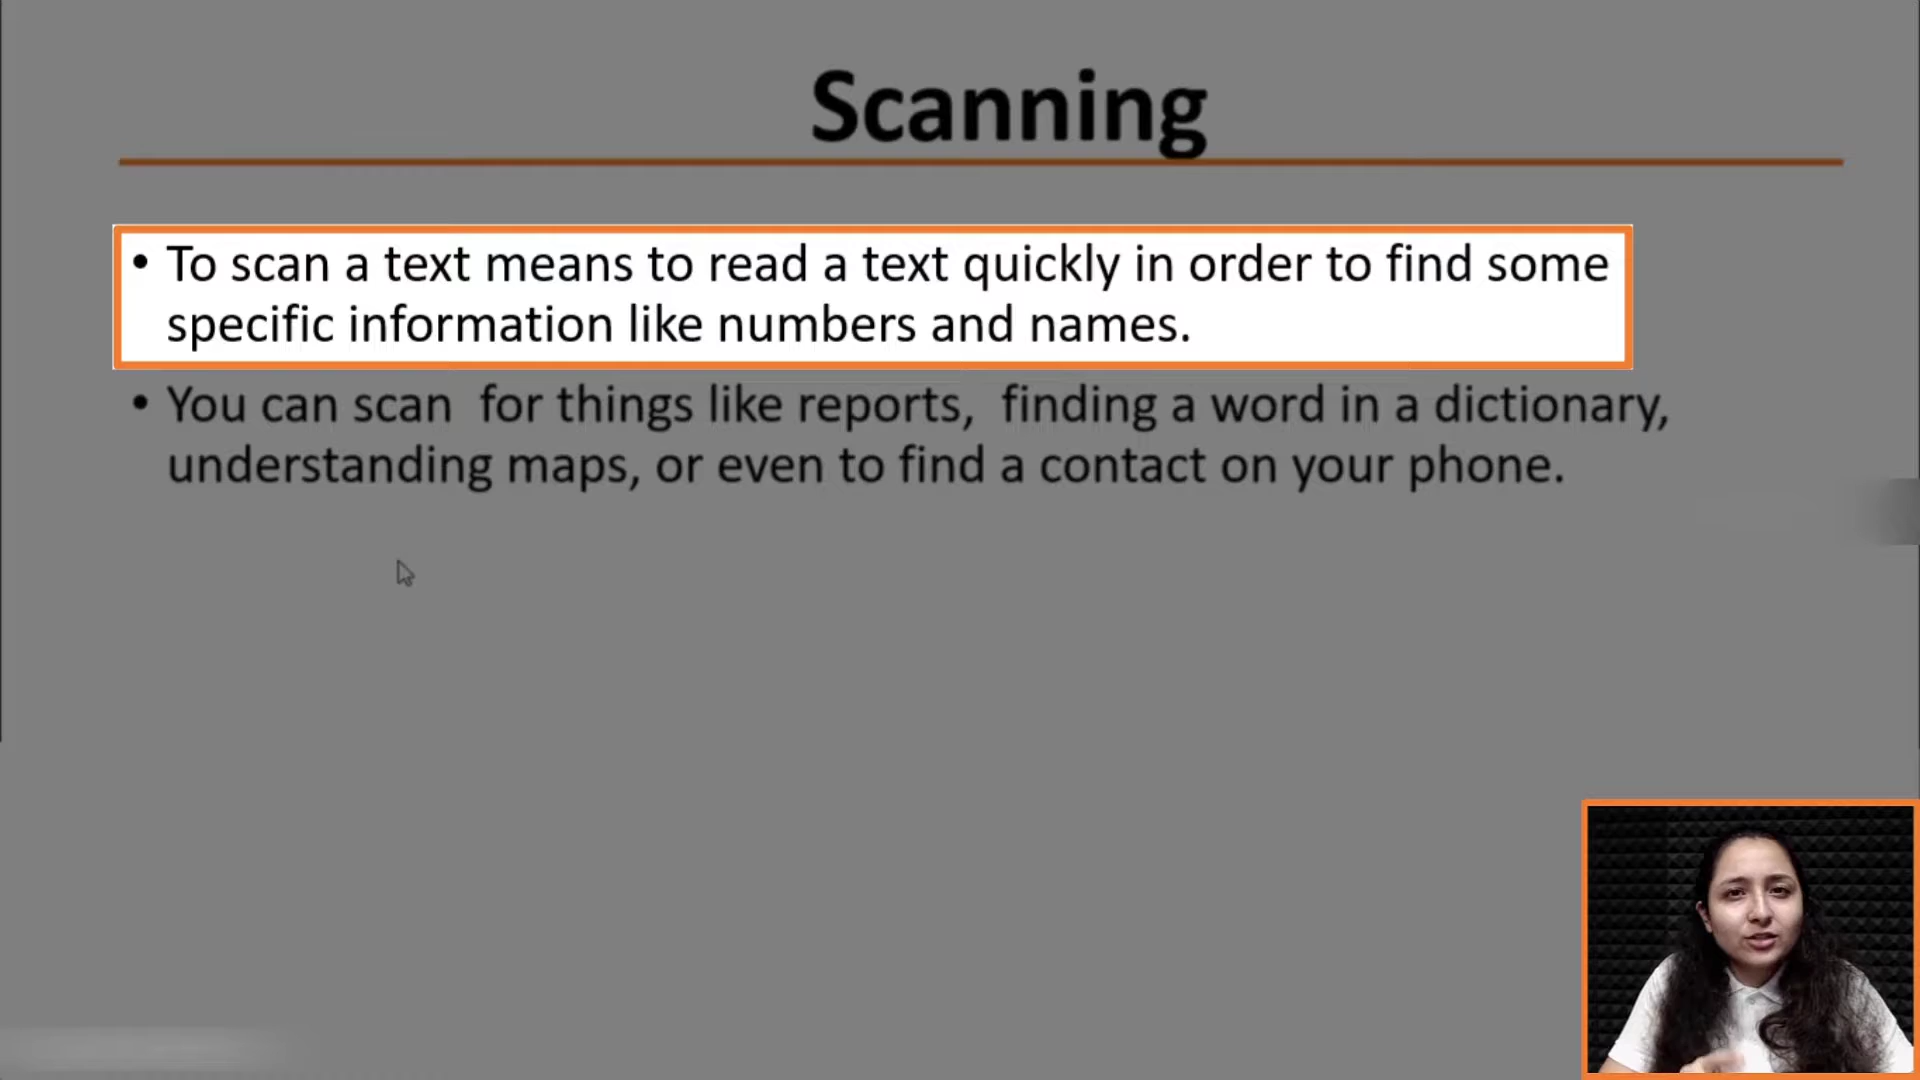 Scanning
• To scan a text means to read a text quickly in order to find some
specific information like numbers and names.
• You can scan  for things like reports,  finding a word in a dictionary,
understanding maps, or even to find a contact on your phone.